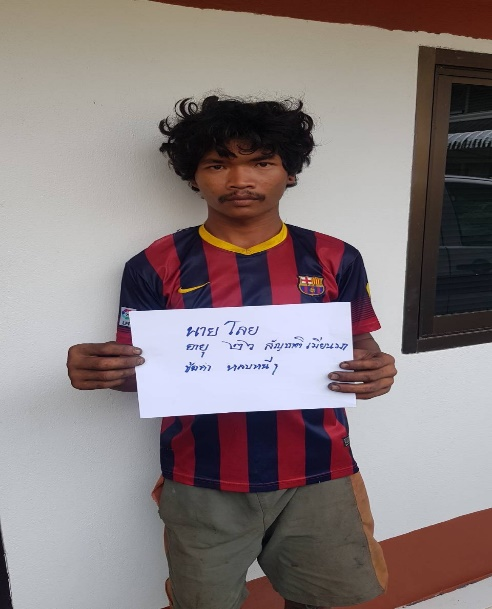 นาย โลย
อายุ สัญชาติ เมียนมา
ข้อหา หลบหนีๆ